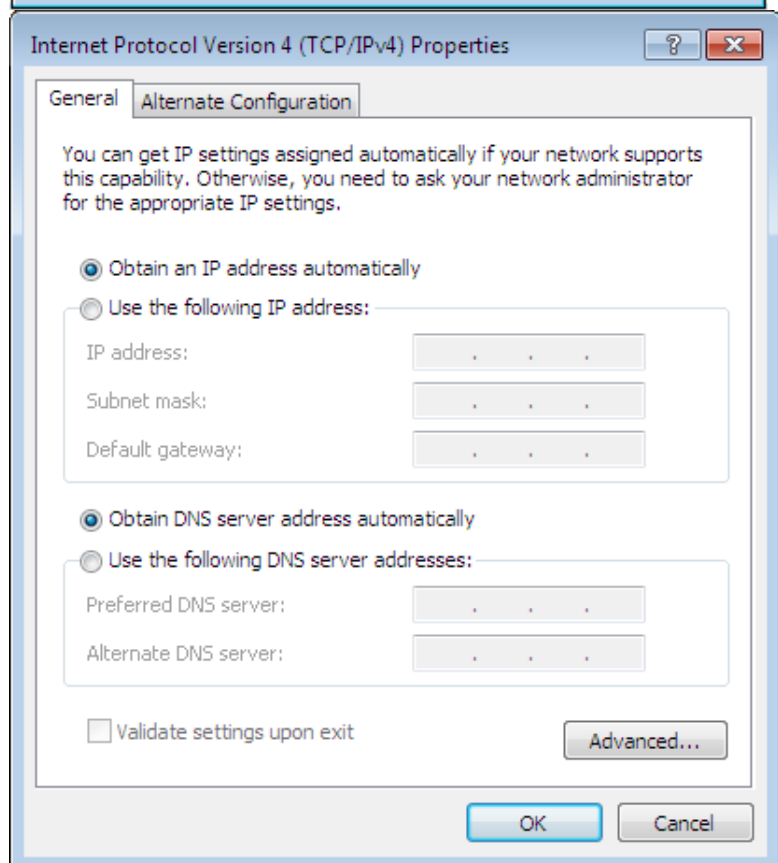 Internet Protocol Version 4 (TCP/IPv4) Properties
?
General
Alternate Configuration
You can get IP settings assigned automatically if your network supports
this capability. Otherwise, you need to ask your network administrator
for the appropriate IP settings.
Obtain an IP address automatically
Use the following IP address:
IP address:
Subnet mask:
Default gateway:
Obtain DNS server address automatically
Use the following DNS server addresses:
Preferred DNS server:
Alternate DNS server:
Validate settings upon exit
Advanced...
OK
Cancel